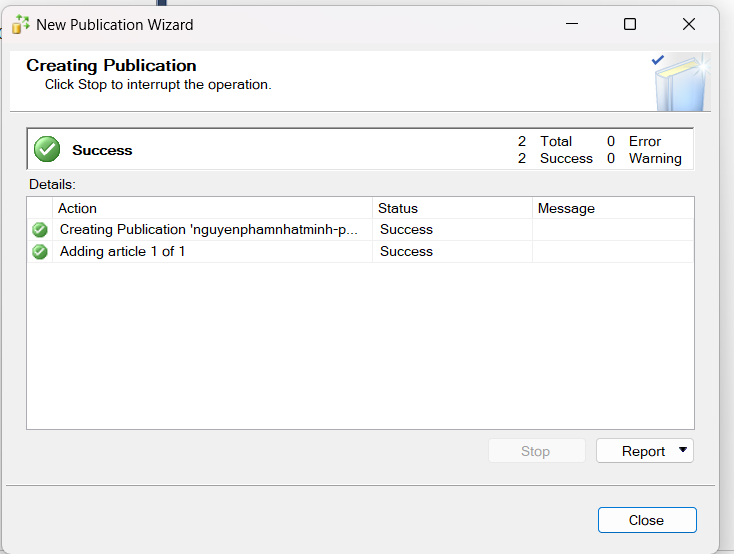 New Publication Wizard
Creating Publication
Click Stop to interrupt the operation.
Success
2 Total 0 Error
2 Success 0 Warning
Details:
Action Status Message
Creating Publication 'nguyenphamnhatminh-p... Success
Adding article 1 of 1 Success
Stop Report
Close